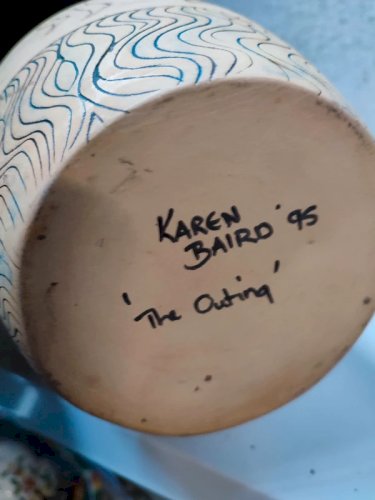 KAREN
BAIRD '95
'The Outing'